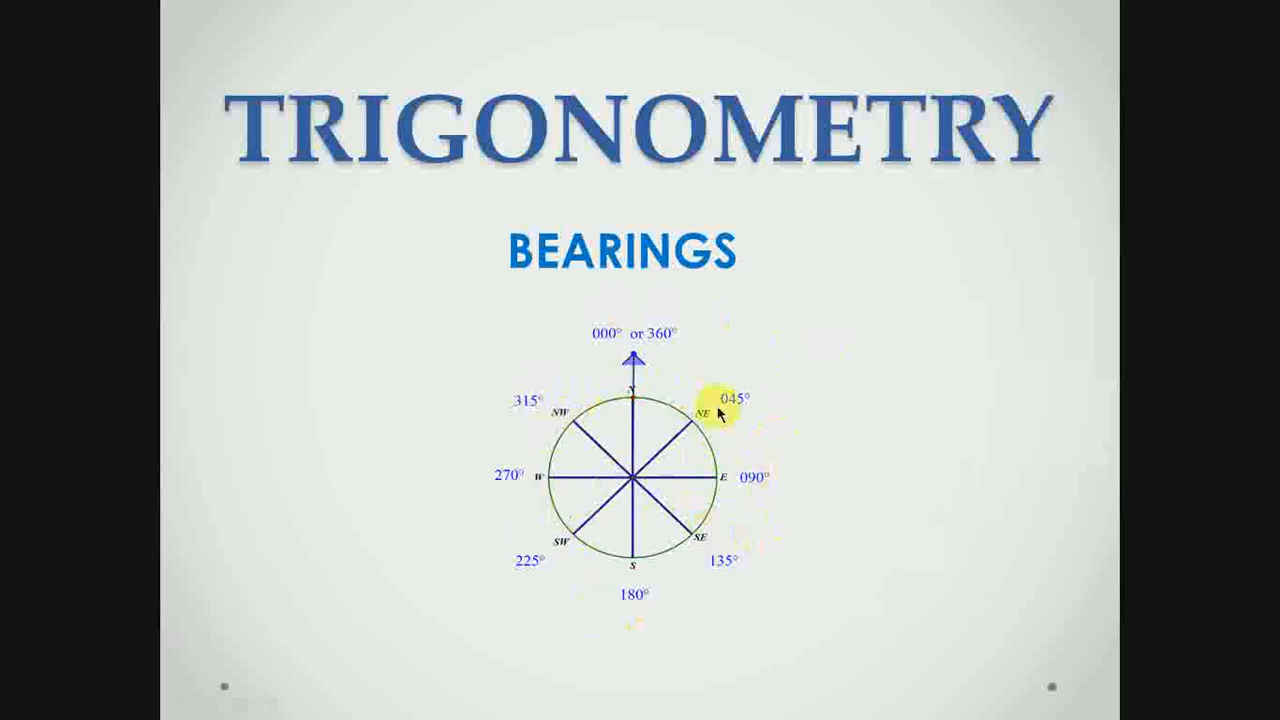 TRIGONOMETRY
BEARINGS
000° or 360°
N
315° 045°
NW NE
270° W E 090°
SW SE
225° 135°
S
180°